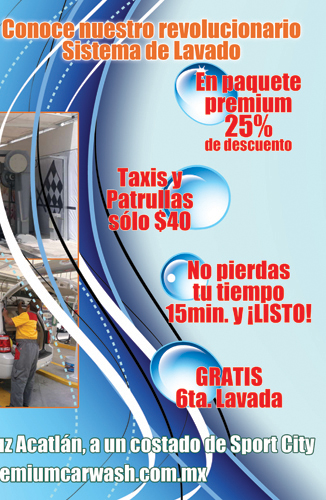 Conoce nuestro revolucionario
Sistema de Lavado
En paquete
premium
25%
de descuento
Taxis y
Patrullas
sólo $40
No pierdas
tu tiempo
15min. y ¡LISTO!
GRATIS
6ta. Lavada
uz Acatlán, a un costado de Sport City
emiumcarwash.com.mx